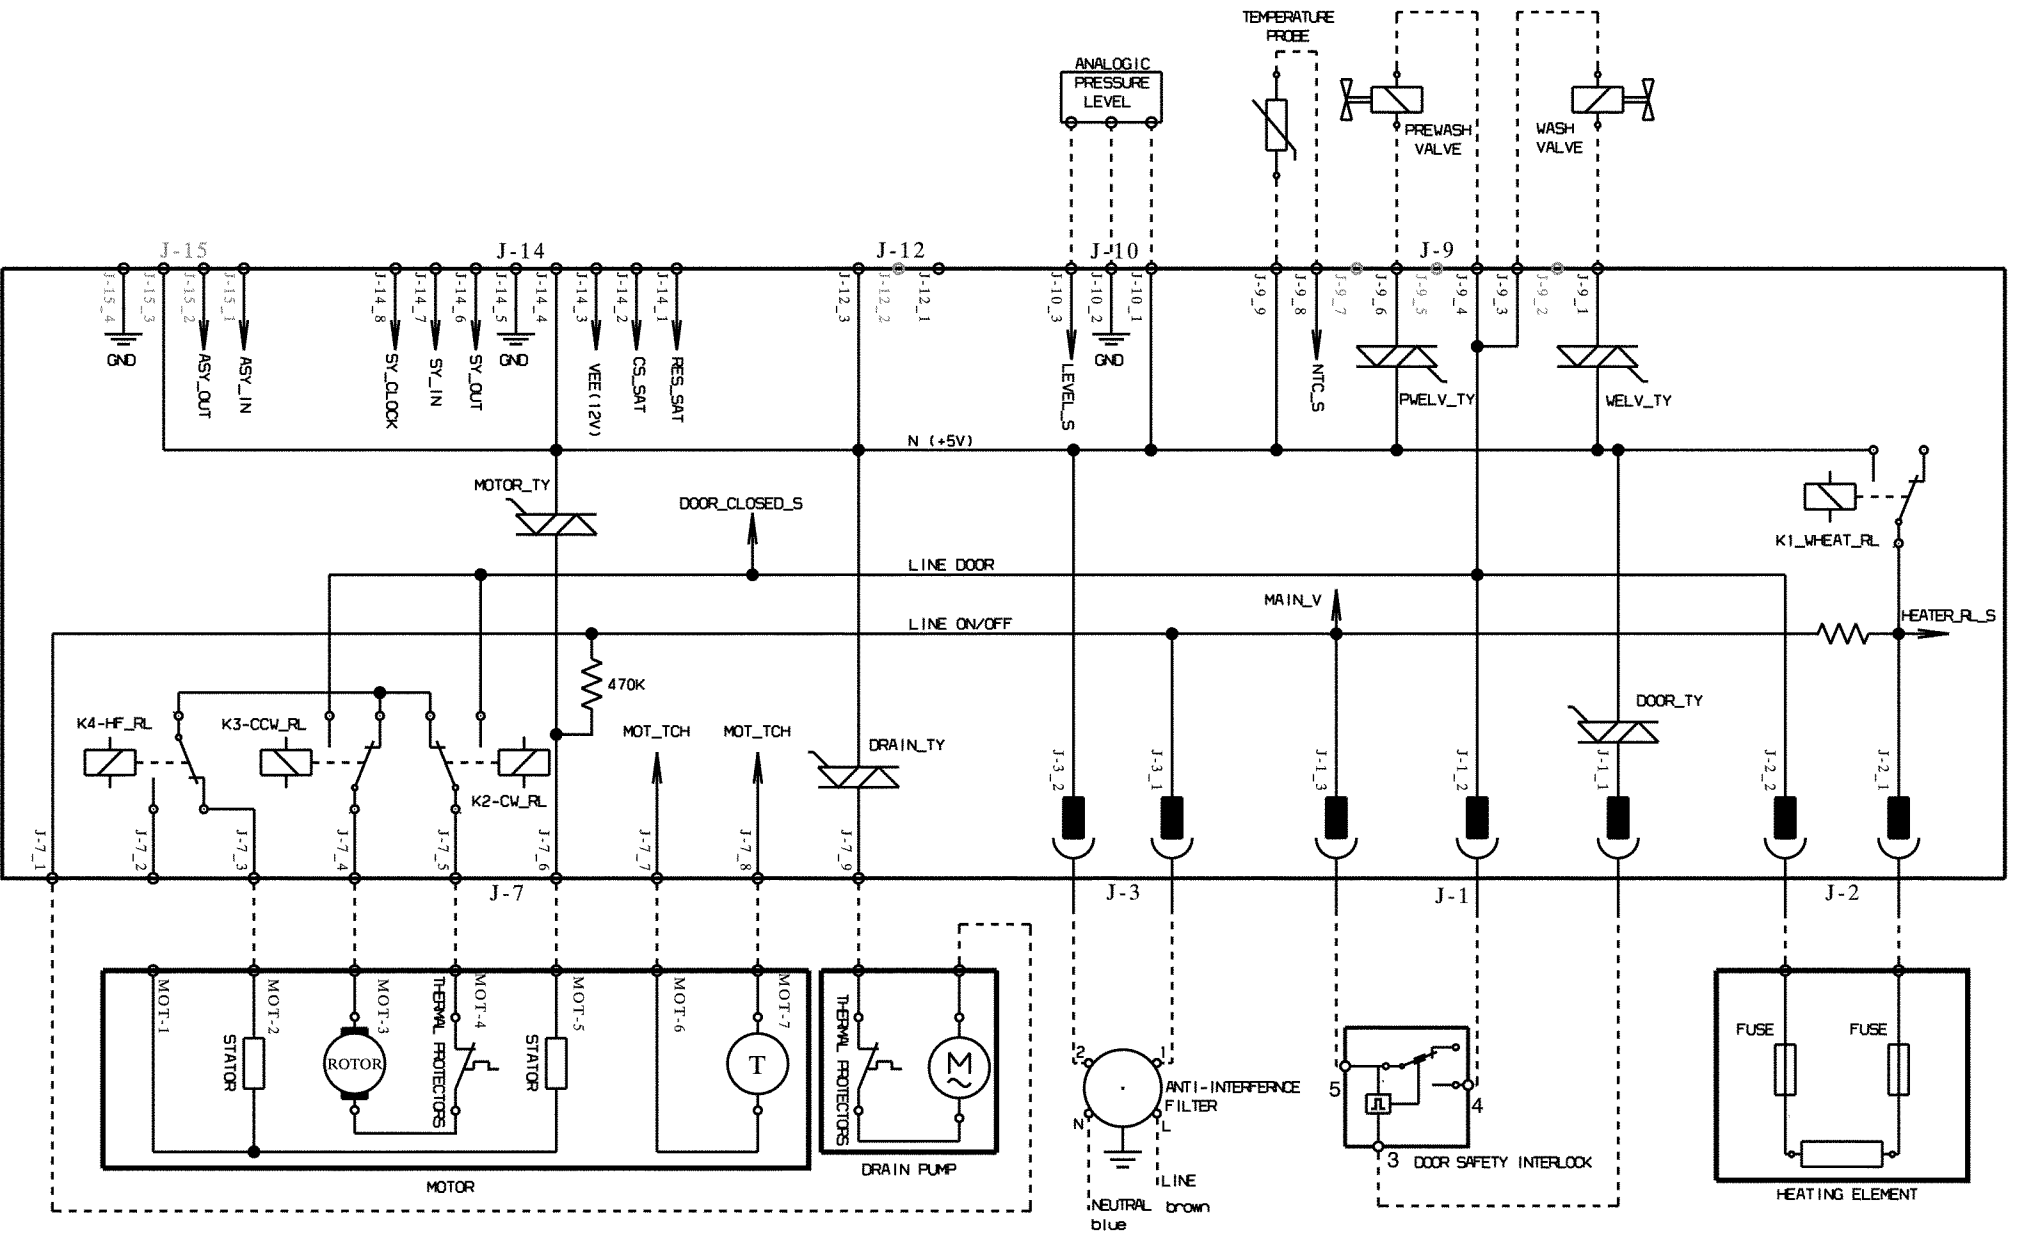 TEMPERATURE
PROBE
ANALOGIC
PRESSURE
LEVEL
PREWASH
VALVE
WASH
VALVE
J-15
J-14
J-12
J-10
J-9
J-15_4
J-15_3
J-15_2
J-15_1
J-14_8
J-14_7
J-14_6
J-14_5
J-14_4
J-14_3
J-14_2
J-14_1
J-12_3
J-12_2
J-12_1
J-10_3
J-10_2
J-10_1
J-9_9
J-9_8
J-9_7
J-9_6
J-9_5
J-9_4
J-9_3
J-9_2
J-9_1
GND
ASY_OUT
ASY_IN
SY_CLOCK
SY_IN
SY_OUT
GND
VEE(12V)
CS_SAT
RES_SAT
LEVEL_S
GND
NTC_S
PWELV_TY
WELV_TY
N (+5V)
MOTOR_TY
DOOR_CLOSED_S
K1_WHEAT_RL
LINE DOOR
MAIN_V
LINE ON/OFF
HEATER_RL_S
470K
K4-HF_RL
K3-CCW_RL
K2-CW_RL
MOT_TCH
MOT_TCH
DRAIN_TY
DOOR_TY
J-7_1
J-7_2
J-7_3
J-7_4
J-7_5
J-7_6
J-7_7
J-7_8
J-7_9
J-3_2
J-3_1
J-1_3
J-1_2
J-1_1
J-2_2
J-2_1
J-7
J-3
J-1
J-2
MOT-1
MOT-2
MOT-3
MOT-4
MOT-5
MOT-6
MOT-7
STATOR
ROTOR
THERMAL PROTECTORS
STATOR
T
THERMAL PROTECTORS
M
FUSE
FUSE
2
1
ANTI-INTERFERNCE
FILTER
N
L
5
4
3
DOOR SAFETY INTERLOCK
DRAIN PUMP
MOTOR
LINE
brown
NEUTRAL
blue
HEATING ELEMENT